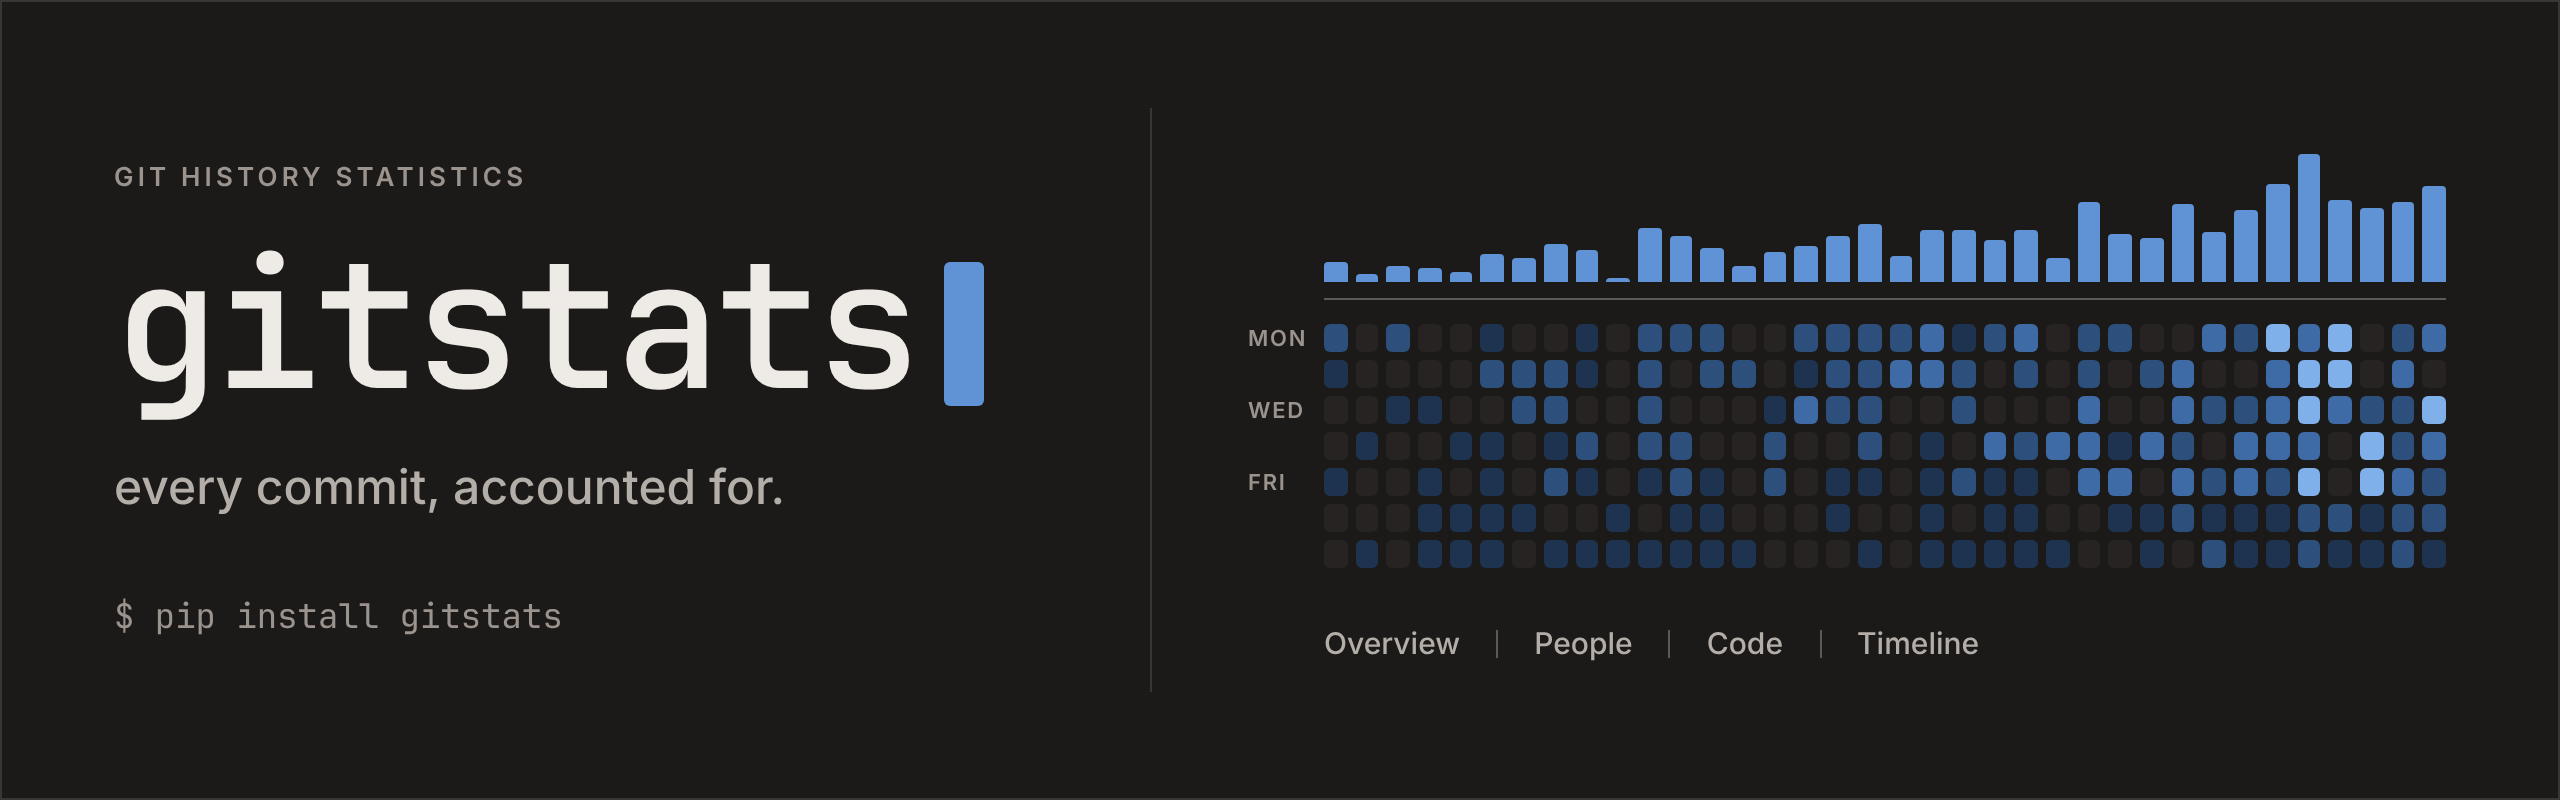 GIT HISTORY STATISTICS
gitstats
every commit, accounted for.
$ pip install gitstats
MON
WED
FRI
Overview | People | Code | Timeline